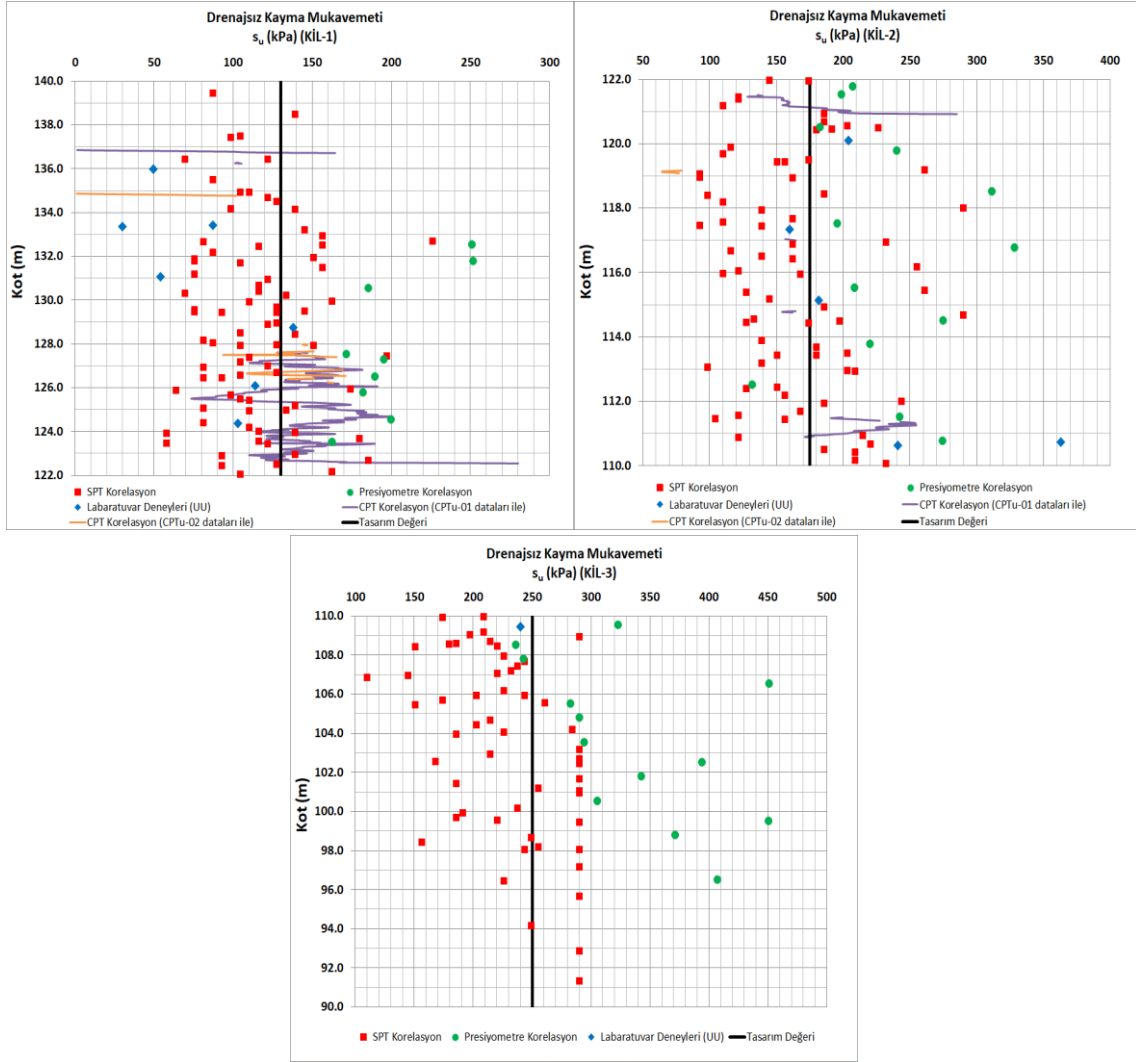 Drenajsız Kayma Mukavemeti
s_u (kPa) (KİL-1)
0 50 100 150 200 250 300
140.0
138.0
136.0
134.0
132.0
130.0
128.0
126.0
124.0
122.0
Kot (m)
SPT Korelasyon Presiyometre Korelasyon
Labaratuvar Deneyleri (UU) CPT Korelasyon (CPTu-01 dataları ile)
CPT Korelasyon (CPTu-02 dataları ile) Tasarım Değeri
Drenajsız Kayma Mukavemeti
s_u (kPa) (KİL-2)
50 100 150 200 250 300 350 400
122.0
120.0
118.0
116.0
114.0
112.0
110.0
Kot (m)
SPT Korelasyon Presiyometre Korelasyon
Labaratuvar Deneyleri (UU) CPT Korelasyon (CPTu-01 dataları ile)
CPT Korelasyon (CPTu-02 dataları ile) Tasarım Değeri
Drenajsız Kayma Mukavemeti
s_u (kPa) (KİL-3)
100 150 200 250 300 350 400 450 500
110.0
108.0
106.0
104.0
102.0
100.0
98.0
96.0
94.0
92.0
90.0
Kot (m)
SPT Korelasyon Presiyometre Korelasyon Labaratuvar Deneyleri (UU) Tasarım Değeri